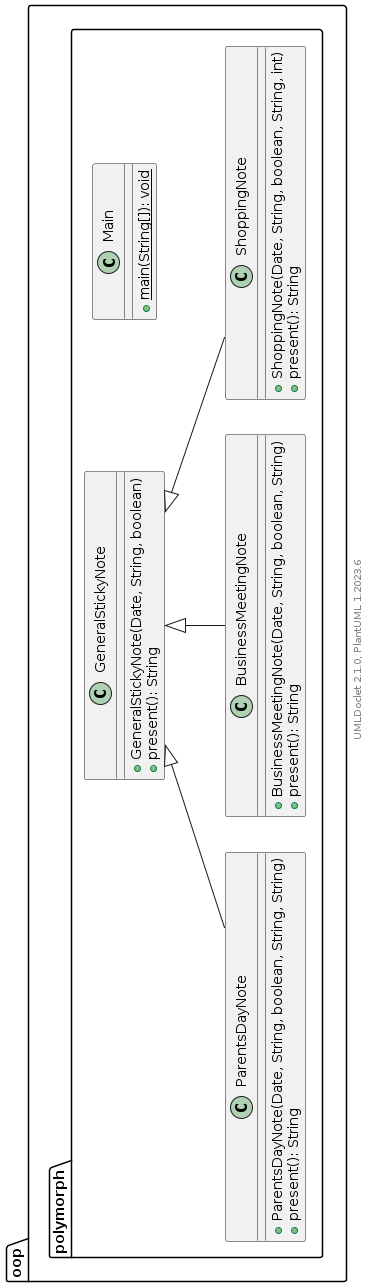 oop
polymorph
C GeneralStickyNote
GeneralStickyNote(Date, String, boolean)
present(): String
C Main
main(String[]): void
C ParentsDayNote
ParentsDayNote(Date, String, boolean, String, String)
present(): String
C BusinessMeetingNote
BusinessMeetingNote(Date, String, boolean, String)
present(): String
C ShoppingNote
ShoppingNote(Date, String, boolean, String, int)
present(): String
UMLDoclet 2.1.0, PlantUML 1.2023.6